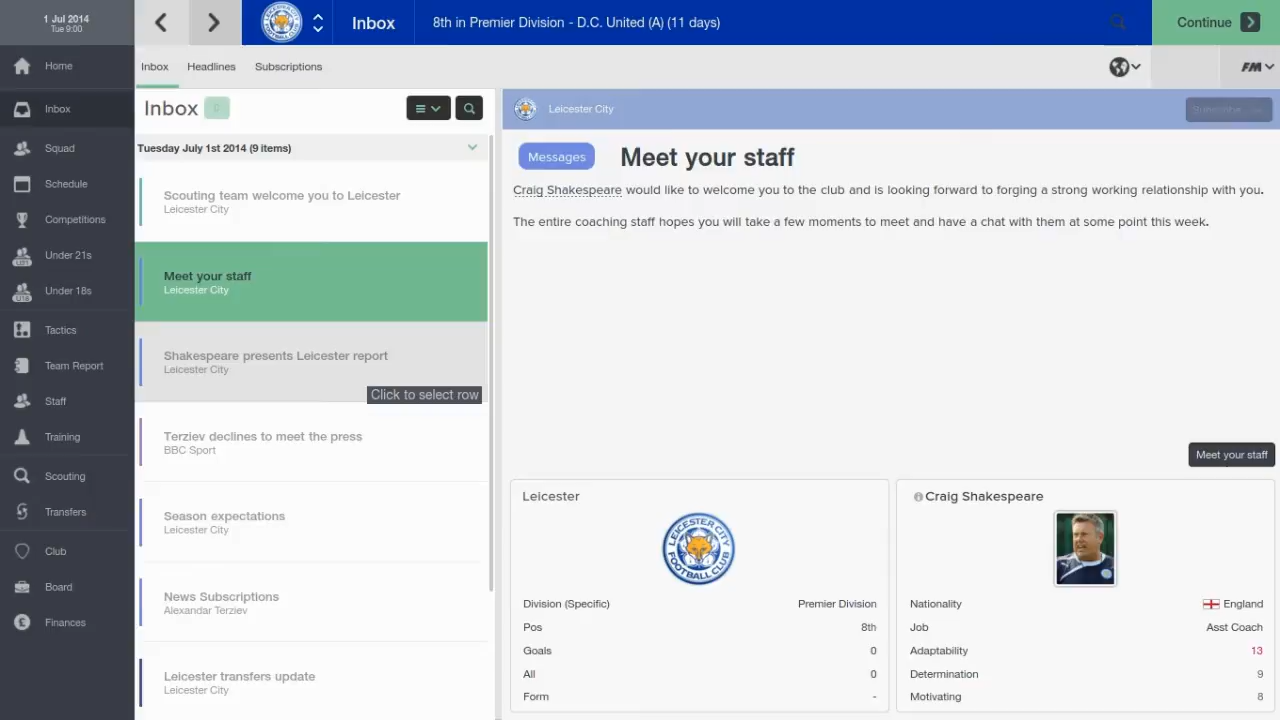 1 Jul 2014
Tue 9:00
Inbox
8th in Premier Division - D.C. United (A) (11 days)
Continue
Home
Inbox
Squad
Schedule
Competitions
Under 21s
Under 18s
Tactics
Team Report
Staff
Training
Scouting
Transfers
Club
Board
Finances
Inbox
Headlines
Subscriptions
FM
Inbox
Tuesday July 1st 2014 (9 items)
Scouting team welcome you to Leicester
Leicester City
Meet your staff
Leicester City
Shakespeare presents Leicester report
Leicester City
Click to select row
Terziev declines to meet the press
BBC Sport
Season expectations
Leicester City
News Subscriptions
Alexandar Terziev
Leicester transfers update
Leicester City
Leicester City
Messages
Meet your staff
Craig Shakespeare would like to welcome you to the club and is looking forward to forging a strong working relationship with you.
The entire coaching staff hopes you will take a few moments to meet and have a chat with them at some point this week.
Meet your staff
Leicester
LEICESTER CITY
FOOTBALL CLUB
Division (Specific) Premier Division
Pos 8th
Goals 0
All 0
Form -
Craig Shakespeare
Nationality England
Job Asst Coach
Adaptability 13
Determination 9
Motivating 8